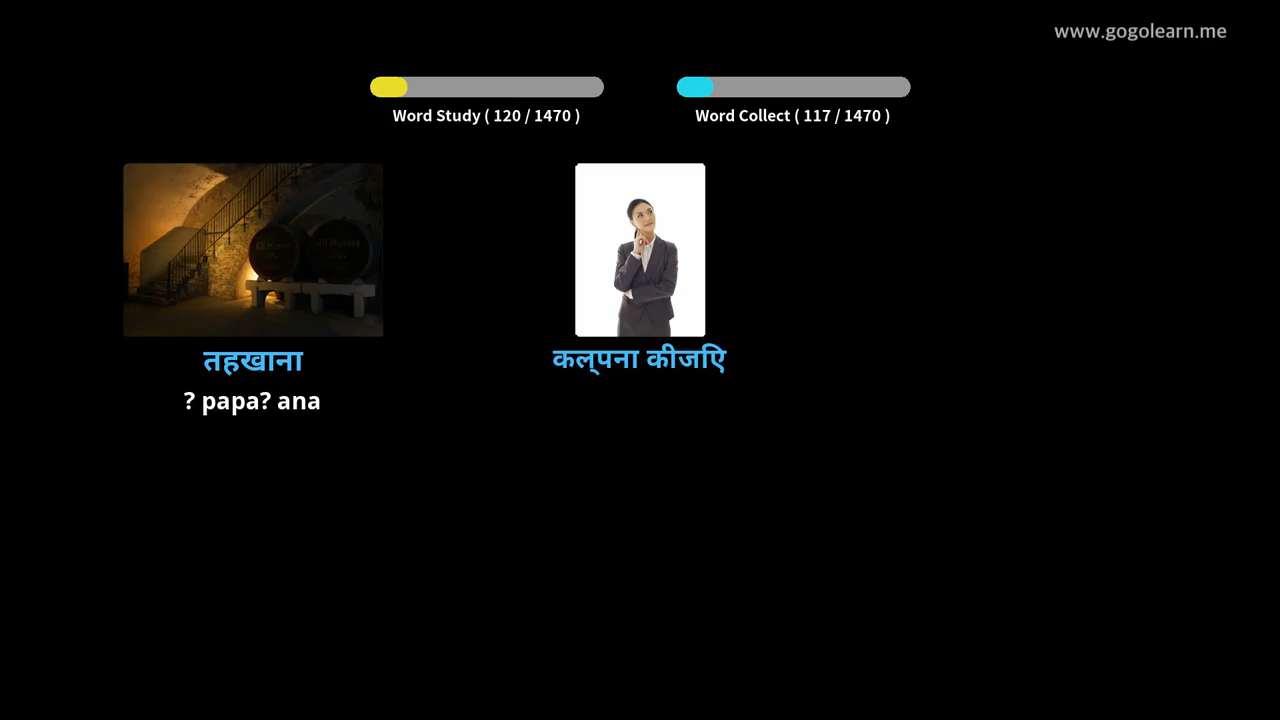 www.gogolearn.me
Word Study ( 120 / 1470 )
Word Collect ( 117 / 1470 )
तहखाना
? papa? ana
कल्पना कीजिए